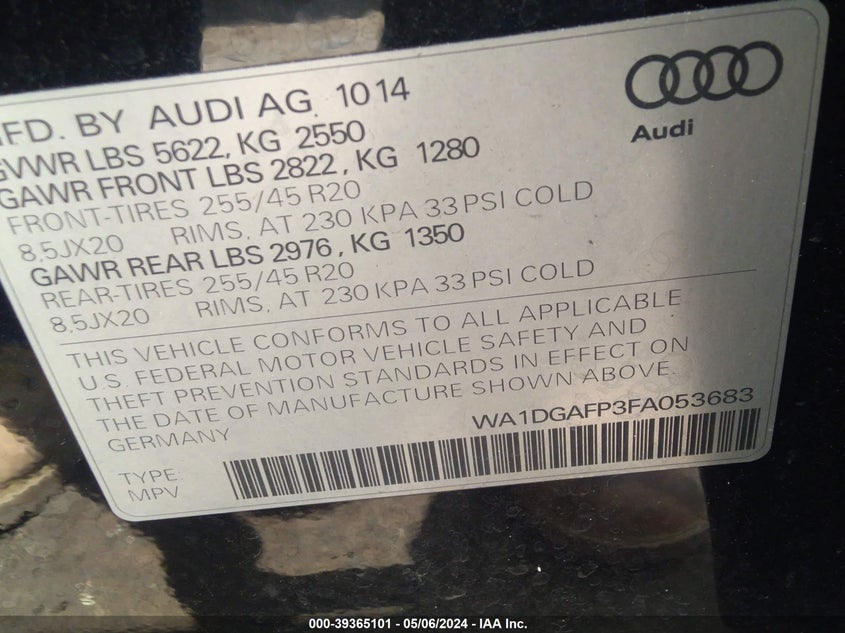 MFD. BY AUDI AG 10 14
GVWR LBS 5622, KG 2550
GAWR FRONT LBS 2822, KG 1280
FRONT-TIRES 255/45 R20
8,5JX20 RIMS, AT 230 KPA 33 PSI COLD
GAWR REAR LBS 2976, KG 1350
REAR-TIRES 255/45 R20
8,5JX20 RIMS, AT 230 KPA 33 PSI COLD
THIS VEHICLE CONFORMS TO ALL APPLICABLE
U.S. FEDERAL MOTOR VEHICLE SAFETY AND
THEFT PREVENTION STANDARDS IN EFFECT ON
THE DATE OF MANUFACTURE SHOWN ABOVE.
GERMANY
WA1DGAFP3FA053683
TYPE
MPV
Audi
000-39365101 - 05/06/2024 - IAA Inc.